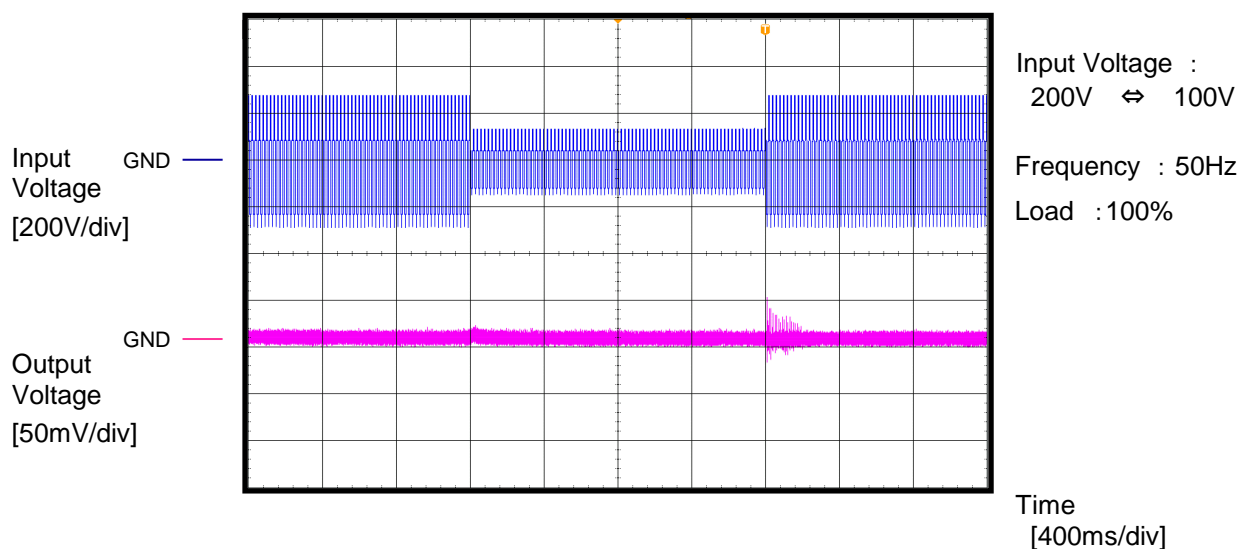 T
Input Voltage :
200V ⇔ 100V
Frequency : 50Hz
Load :100%
Input
Voltage
[200V/div]
GND
Output
Voltage
[50mV/div]
GND
Time
[400ms/div]